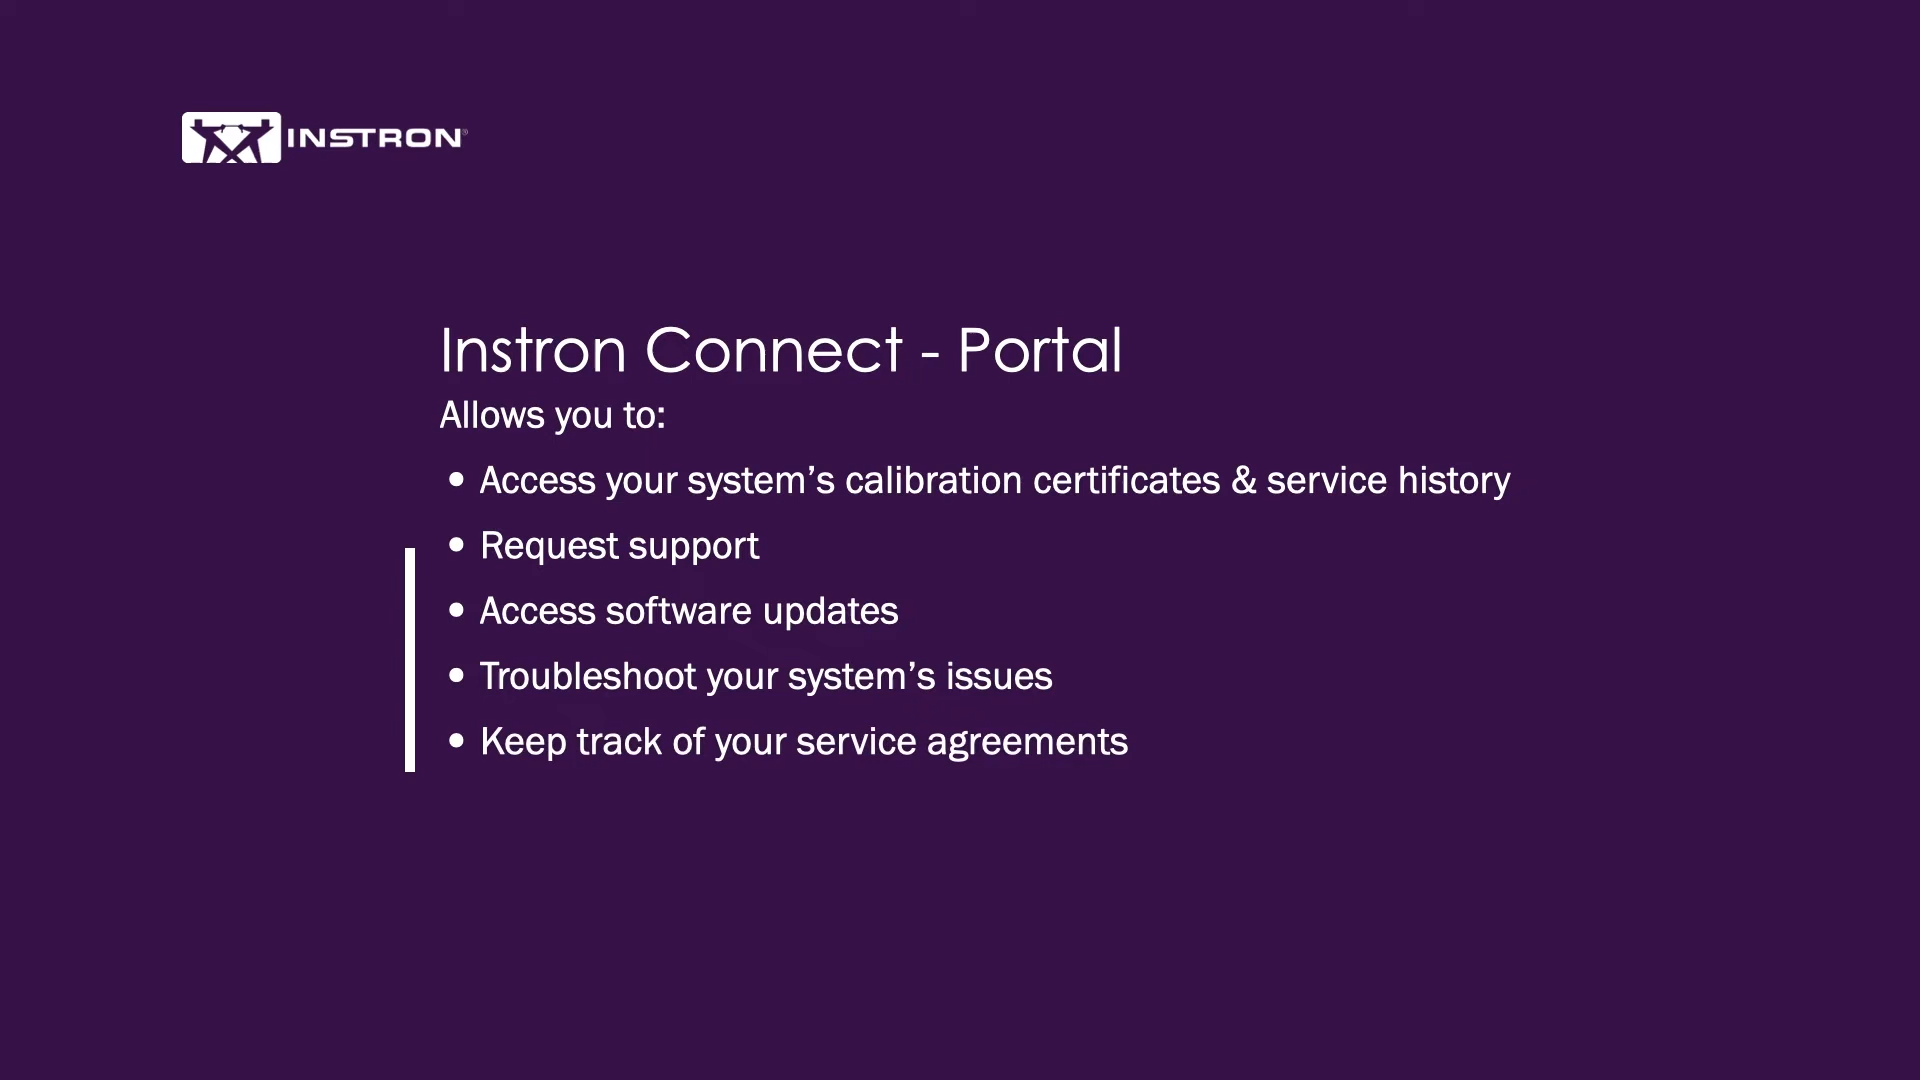 INSTRON®
Instron Connect - Portal
Allows you to:
• Access your system’s calibration certificates & service history
• Request support
• Access software updates
• Troubleshoot your system’s issues
• Keep track of your service agreements